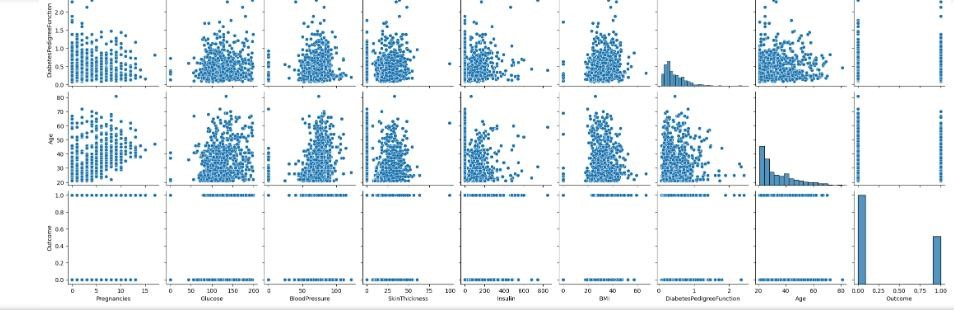 DiabetesPedigreeFunction
2.0
1.5
1.0
0.5
0.0
Age
80
70
60
50
40
30
20
Outcome
1.0
0.8
0.6
0.4
0.2
0.0
0 5 10 15
0 50 100 150 200
0 50 100
0 25 50 75 100
0 200 400 600 800
0 20 40 60
0 1 2
20 40 60 80
0.00 0.25 0.50 0.75 1.00
Pregnancies Glucose BloodPressure SkinThickness Insulin BMI DiabetesPedigreeFunction Age Outcome